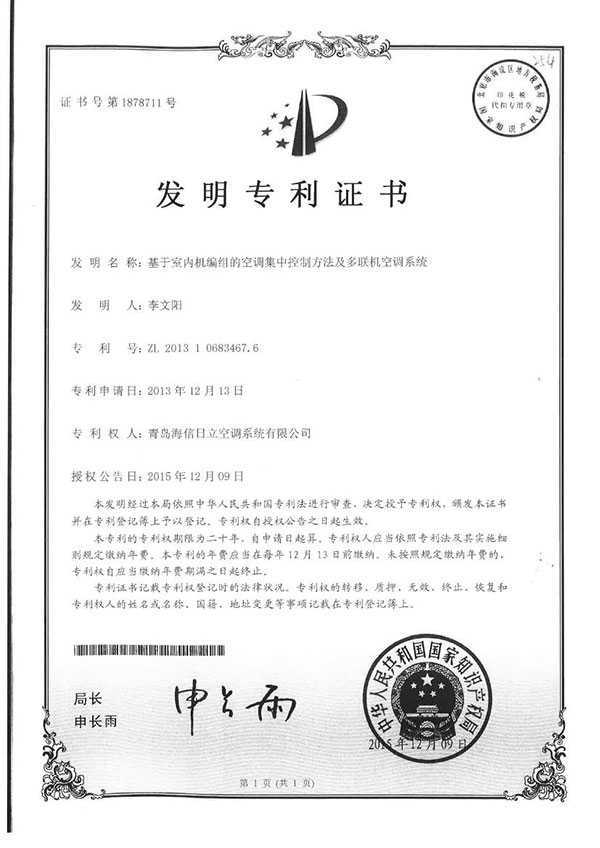 254
北京市海淀区地方税务局
印花税
代扣专用章
国家知识产权局
证书号第1878711号
发明专利证书
发明名称：基于室内机编组的空调集中控制方法及多联机空调系统
发明人：李文阳
专利号：ZL 2013 1 0683467.6
专利申请日：2013年12月13日
专利权人：青岛海信日立空调系统有限公司
授权公告日：2015年12月09日
本发明经过本局依照中华人民共和国专利法进行审查，决定授予专利权，颁发本证书
并在专利登记簿上予以登记。专利权自授权公告之日起生效。
本专利的专利权期限为二十年，自申请日起算。专利权人应当依照专利法及其实施细
则规定缴纳年费。本专利的年费应当在每年12月13日前缴纳。未按照规定缴纳年费的，
专利权自应当缴纳年费期满之日起终止。
专利证书记载专利权登记时的法律状况。专利权的转移、质押、无效、终止、恢复和
专利权人的姓名或名称、国籍、地址变更等事项记载在专利登记簿上。
局长
申长雨
申长雨
中华人民共和国国家知识产权局
2015年12月09日
第1页(共1页)